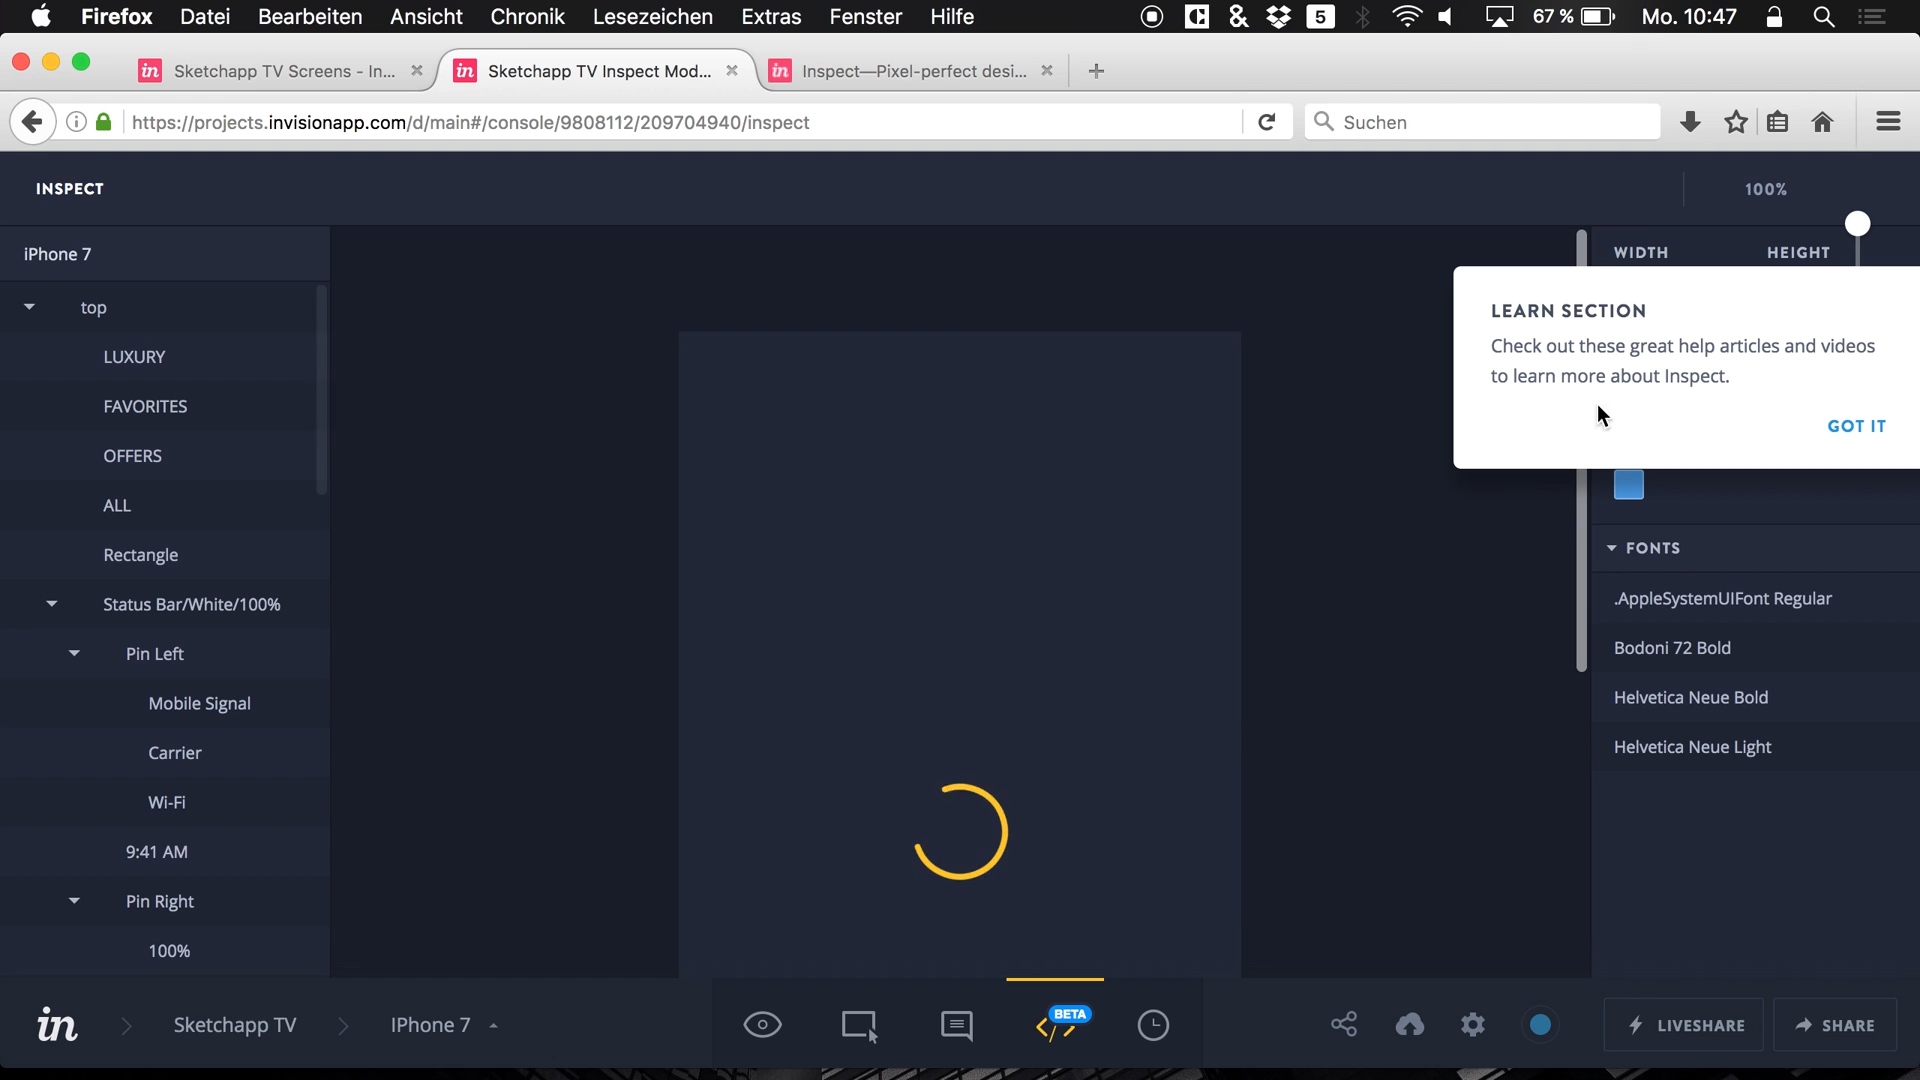 Firefox Datei Bearbeiten Ansicht Chronik Lesezeichen Extras Fenster Hilfe 5 67 % Mo. 10:47
in Sketchapp TV Screens - In... in Sketchapp TV Inspect Mod... in Inspect—Pixel-perfect desi...
https://projects.invisionapp.com/d/main#/console/9808112/209704940/inspect Suchen
INSPECT 100%
iPhone 7
top
LUXURY
FAVORITES
OFFERS
ALL
Rectangle
Status Bar/White/100%
Pin Left
Mobile Signal
Carrier
Wi-Fi
9:41 AM
Pin Right
100%
WIDTH HEIGHT
LEARN SECTION
Check out these great help articles and videos
to learn more about Inspect.
GOT IT
FONTS
.AppleSystemUIFont Regular
Bodoni 72 Bold
Helvetica Neue Bold
Helvetica Neue Light
in Sketchapp TV IPhone 7 BETA LIVESHARE SHARE